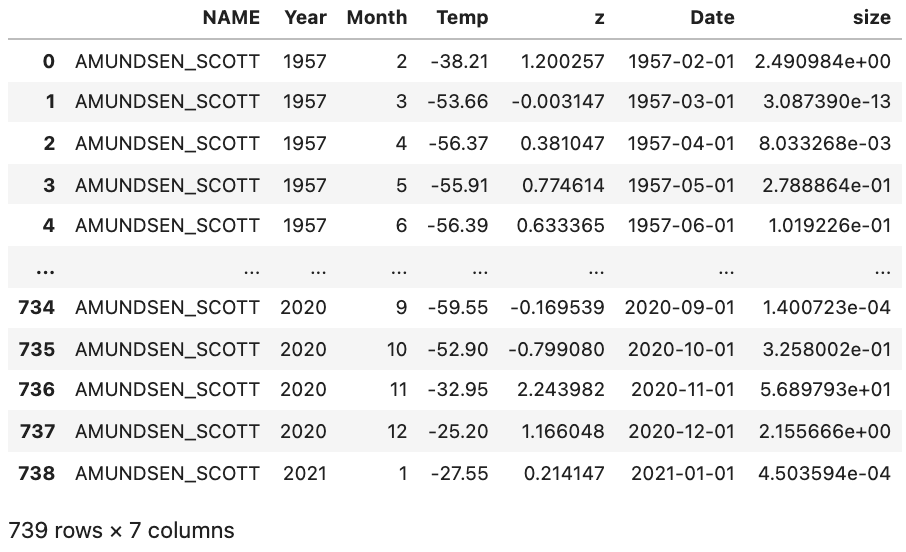 NAME Year Month Temp z Date size
0 AMUNDSEN_SCOTT 1957 2 -38.21 1.200257 1957-02-01 2.490984e+00
1 AMUNDSEN_SCOTT 1957 3 -53.66 -0.003147 1957-03-01 3.087390e-13
2 AMUNDSEN_SCOTT 1957 4 -56.37 0.381047 1957-04-01 8.033268e-03
3 AMUNDSEN_SCOTT 1957 5 -55.91 0.774614 1957-05-01 2.788864e-01
4 AMUNDSEN_SCOTT 1957 6 -56.39 0.633365 1957-06-01 1.019226e-01
... ... ... ... ... ... ... ...
734 AMUNDSEN_SCOTT 2020 9 -59.55 -0.169539 2020-09-01 1.400723e-04
735 AMUNDSEN_SCOTT 2020 10 -52.90 -0.799080 2020-10-01 3.258002e-01
736 AMUNDSEN_SCOTT 2020 11 -32.95 2.243982 2020-11-01 5.689793e+01
737 AMUNDSEN_SCOTT 2020 12 -25.20 1.166048 2020-12-01 2.155666e+00
738 AMUNDSEN_SCOTT 2021 1 -27.55 0.214147 2021-01-01 4.503594e-04
739 rows × 7 columns